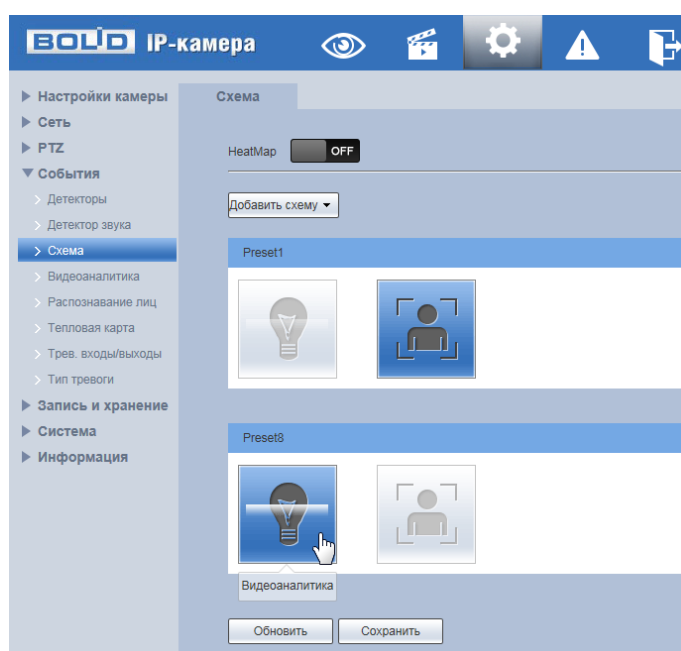 BOLID IP-камера
Настройки камеры
Сеть
PTZ
События
Детекторы
Детектор звука
Схема
Видеоаналитика
Распознавание лиц
Тепловая карта
Трев. входы/выходы
Тип тревоги
Запись и хранение
Система
Информация
Схема
HeatMap OFF
Добавить схему
Preset1
Preset8
Видеоаналитика
Обновить Сохранить